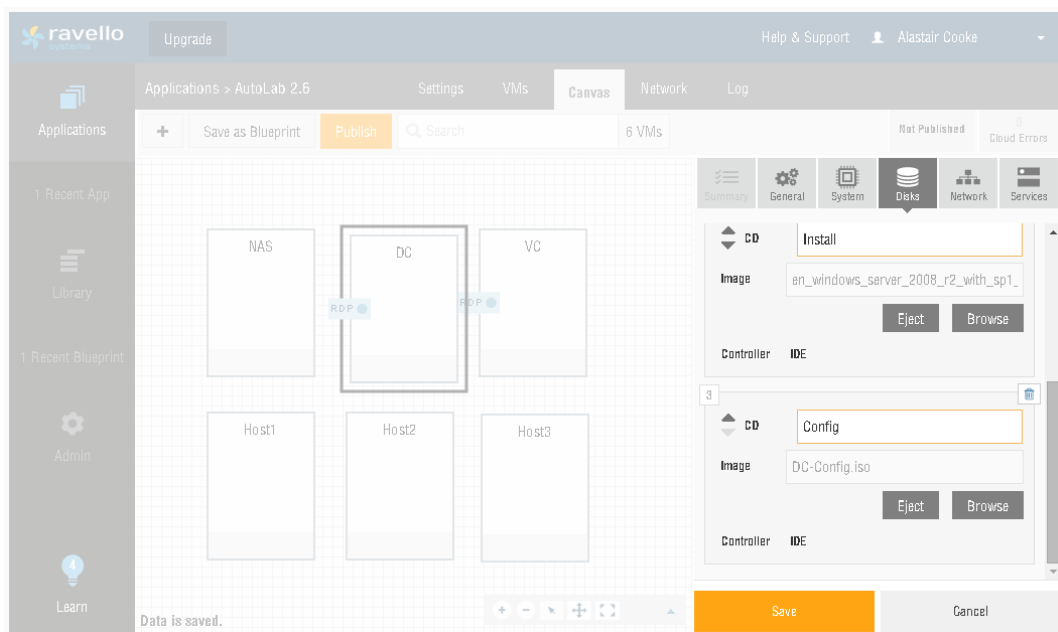 ravello
systems
Upgrade
Help & Support
Alastair Cooke
Applications
1 Recent App
Library
1 Recent Blueprint
Admin
4
Learn
Applications > AutoLab 2.6
Settings
VMs
Canvas
Network
Log
+
Save as Blueprint
Publish
Search
6 VMs
Not Published
0
Cloud Errors
NAS
DC
VC
RDP
RDP
Host1
Host2
Host3
Data is saved.
Summary
General
System
Disks
Network
Services
CD
Install
Image
en_windows_server_2008_r2_with_sp1_
Eject
Browse
Controller
IDE
3
CD
Config
Image
DC-Config.iso
Eject
Browse
Controller
IDE
Save
Cancel